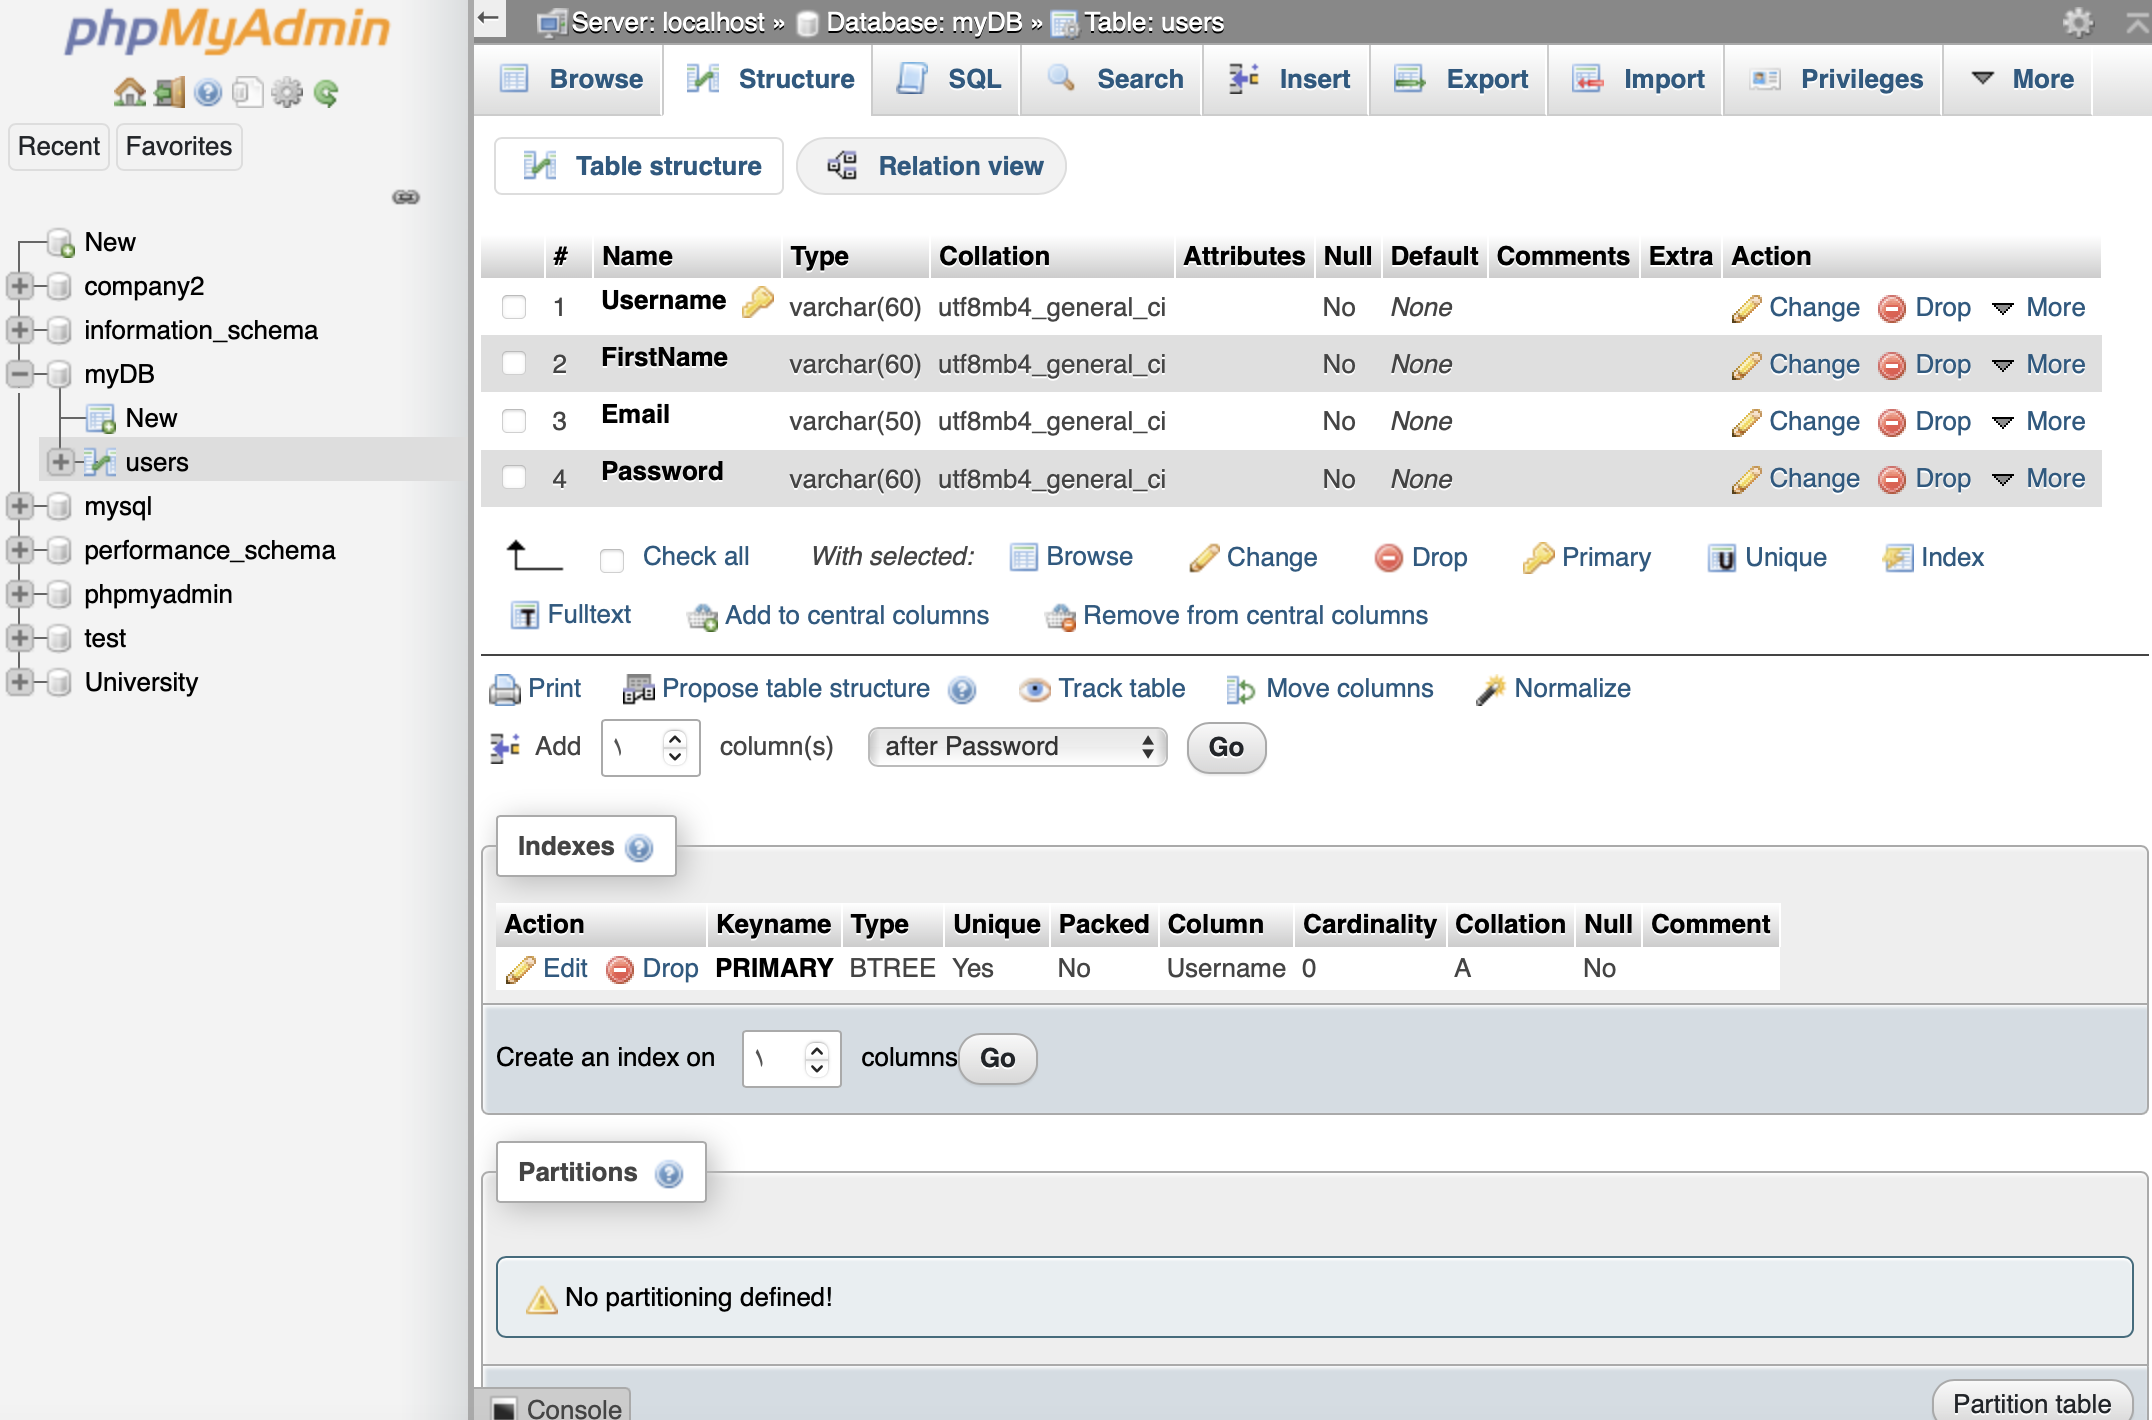 phpMyAdmin
Recent Favorites
New
company2
information_schema
myDB
New
users
mysql
performance_schema
phpmyadmin
test
University
Server: localhost » Database: myDB » Table: users
Browse Structure SQL Search Insert Export Import Privileges More
Table structure Relation view
# Name Type Collation Attributes Null Default Comments Extra Action
1 Username varchar(60) utf8mb4_general_ci No None Change Drop More
2 FirstName varchar(60) utf8mb4_general_ci No None Change Drop More
3 Email varchar(50) utf8mb4_general_ci No None Change Drop More
4 Password varchar(60) utf8mb4_general_ci No None Change Drop More
Check all With selected: Browse Change Drop Primary Unique Index
Fulltext Add to central columns Remove from central columns
Print Propose table structure Track table Move columns Normalize
Add ١ column(s) after Password Go
Indexes
Action Keyname Type Unique Packed Column Cardinality Collation Null Comment
Edit Drop PRIMARY BTREE Yes No Username 0 A No
Create an index on ١ columns Go
Partitions
No partitioning defined!
Partition table
Console